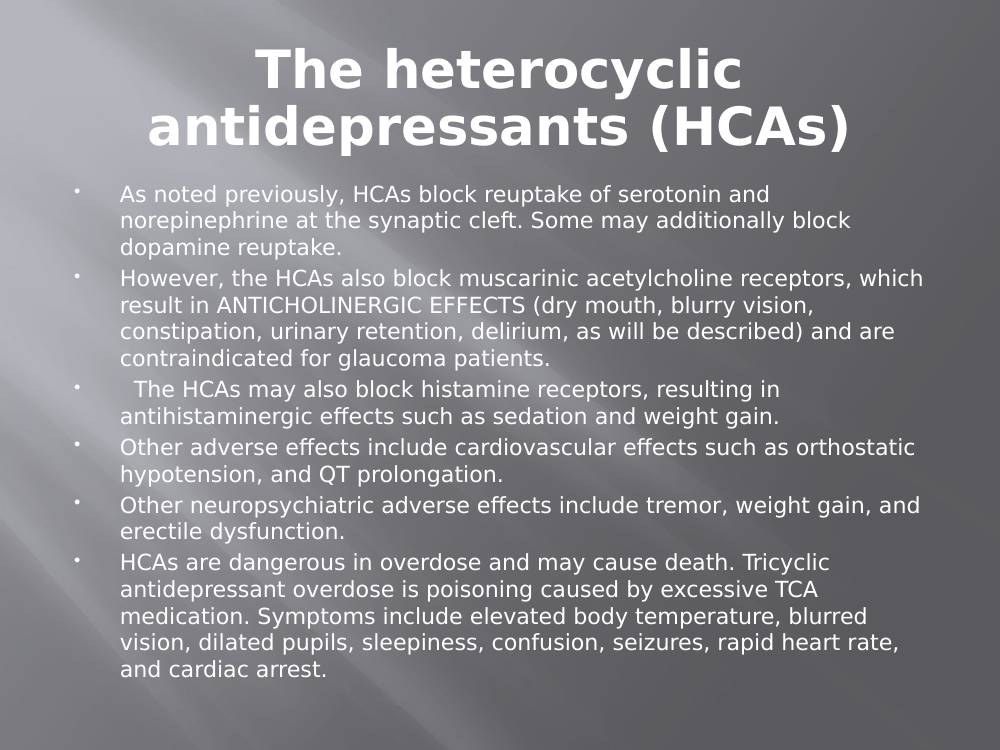 The heterocyclic
antidepressants (HCAs)
• As noted previously, HCAs block reuptake of serotonin and
norepinephrine at the synaptic cleft. Some may additionally block
dopamine reuptake.
• However, the HCAs also block muscarinic acetylcholine receptors, which
result in ANTICHOLINERGIC EFFECTS (dry mouth, blurry vision,
constipation, urinary retention, delirium, as will be described) and are
contraindicated for glaucoma patients.
• The HCAs may also block histamine receptors, resulting in
antihistaminergic effects such as sedation and weight gain.
• Other adverse effects include cardiovascular effects such as orthostatic
hypotension, and QT prolongation.
• Other neuropsychiatric adverse effects include tremor, weight gain, and
erectile dysfunction.
• HCAs are dangerous in overdose and may cause death. Tricyclic
antidepressant overdose is poisoning caused by excessive TCA
medication. Symptoms include elevated body temperature, blurred
vision, dilated pupils, sleepiness, confusion, seizures, rapid heart rate,
and cardiac arrest.